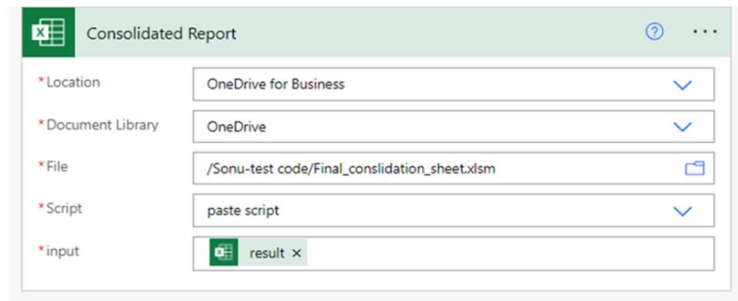 Consolidated Report
*Location OneDrive for Business
*Document Library OneDrive
*File /Sonu-test code/Final_conslidation_sheet.xlsm
*Script paste script
*input result ×